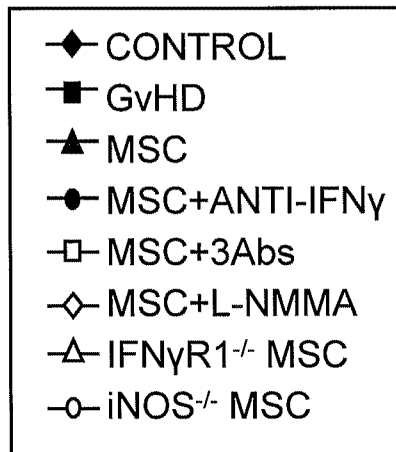 CONTROL
GvHD
MSC
MSC+ANTI-IFNγ
MSC+3Abs
MSC+L-NMMA
IFNγR1⁻/⁻ MSC
iNOS⁻/⁻ MSC